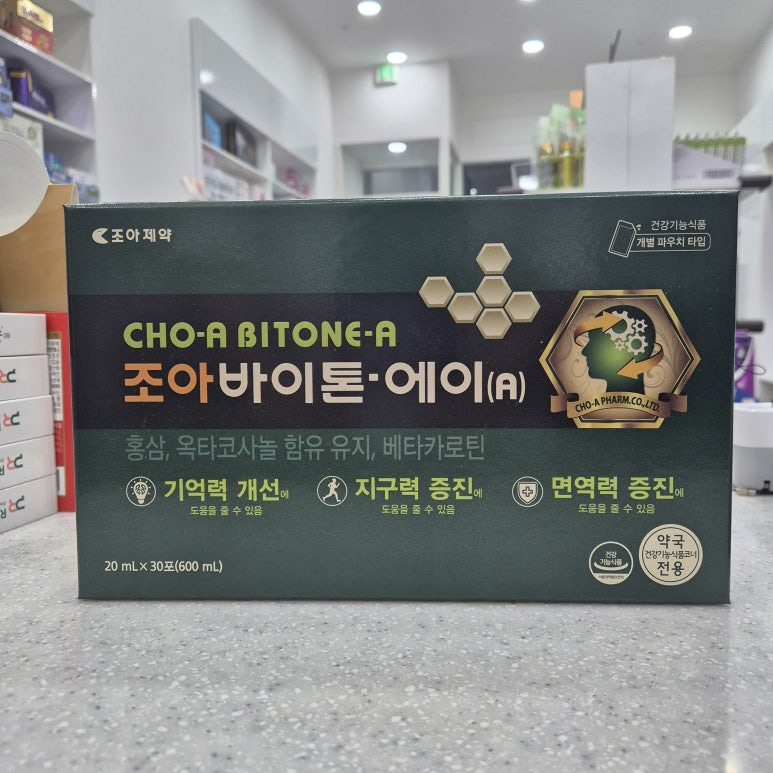 조아제약
건강기능식품
개별 파우치 타입
CHO-A BITONE-A
조아바이톤-에이(A)
CHO-A PHARM.CO.,LTD.
홍삼, 옥타코사놀 함유 유지, 베타카로틴
기억력 개선에
도움을 줄 수 있음
지구력 증진에
도움을 줄 수 있음
면역력 증진에
도움을 줄 수 있음
20 mL × 30포(600 mL)
건강
기능식품
약국
건강기능식품코너
전용